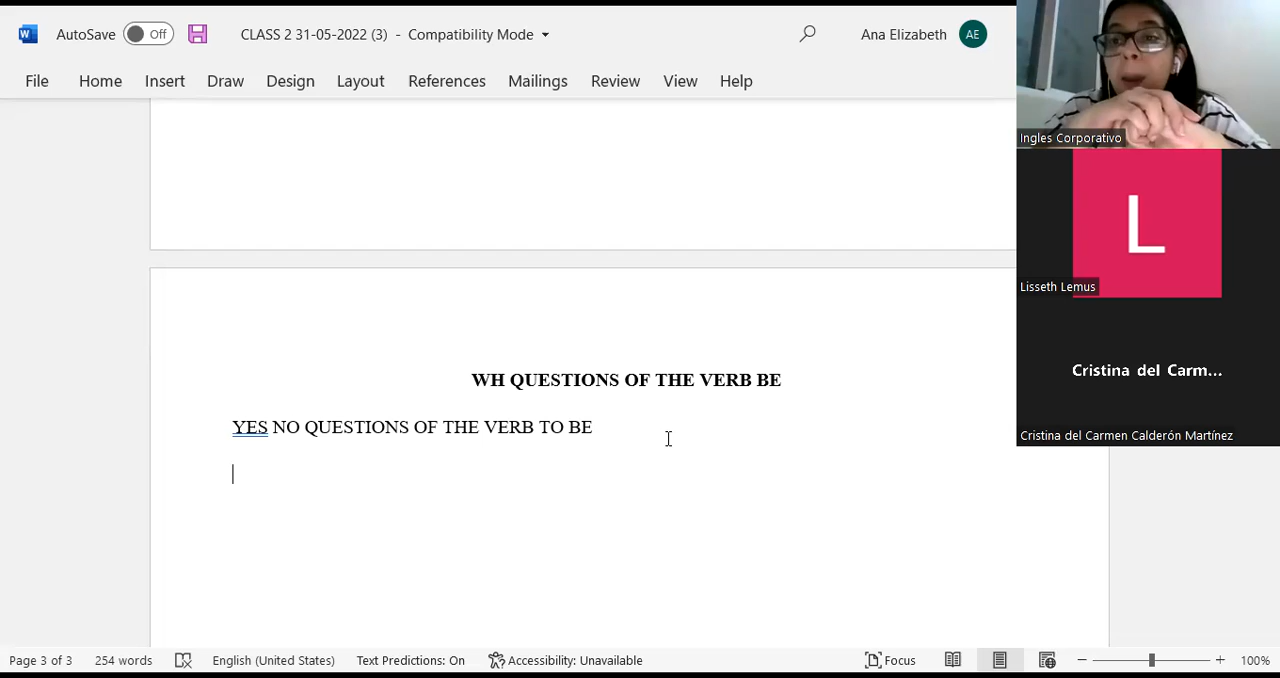 AutoSave Off CLASS 2 31-05-2022 (3) - Compatibility Mode Ana Elizabeth AE
File Home Insert Draw Design Layout References Mailings Review View Help
Ingles Corporativo
L
Lisseth Lemus
Cristina del Carm...
Cristina del Carmen Calderón Martínez
WH QUESTIONS OF THE VERB BE
YES NO QUESTIONS OF THE VERB TO BE
Page 3 of 3 254 words English (United States) Text Predictions: On Accessibility: Unavailable Focus 100%